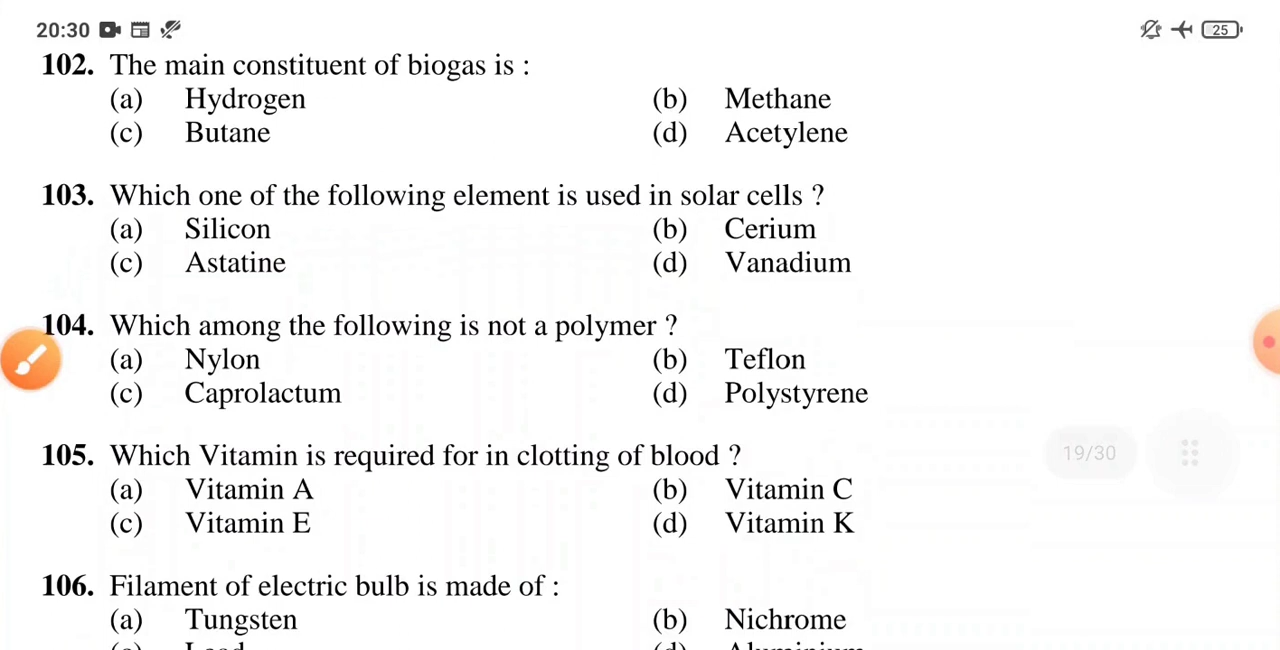 20:30
25
102. The main constituent of biogas is :
(a) Hydrogen (b) Methane
(c) Butane (d) Acetylene
103. Which one of the following element is used in solar cells ?
(a) Silicon (b) Cerium
(c) Astatine (d) Vanadium
104. Which among the following is not a polymer ?
(a) Nylon (b) Teflon
(c) Caprolactum (d) Polystyrene
105. Which Vitamin is required for in clotting of blood ?
19/30
(a) Vitamin A (b) Vitamin C
(c) Vitamin E (d) Vitamin K
106. Filament of electric bulb is made of :
(a) Tungsten (b) Nichrome